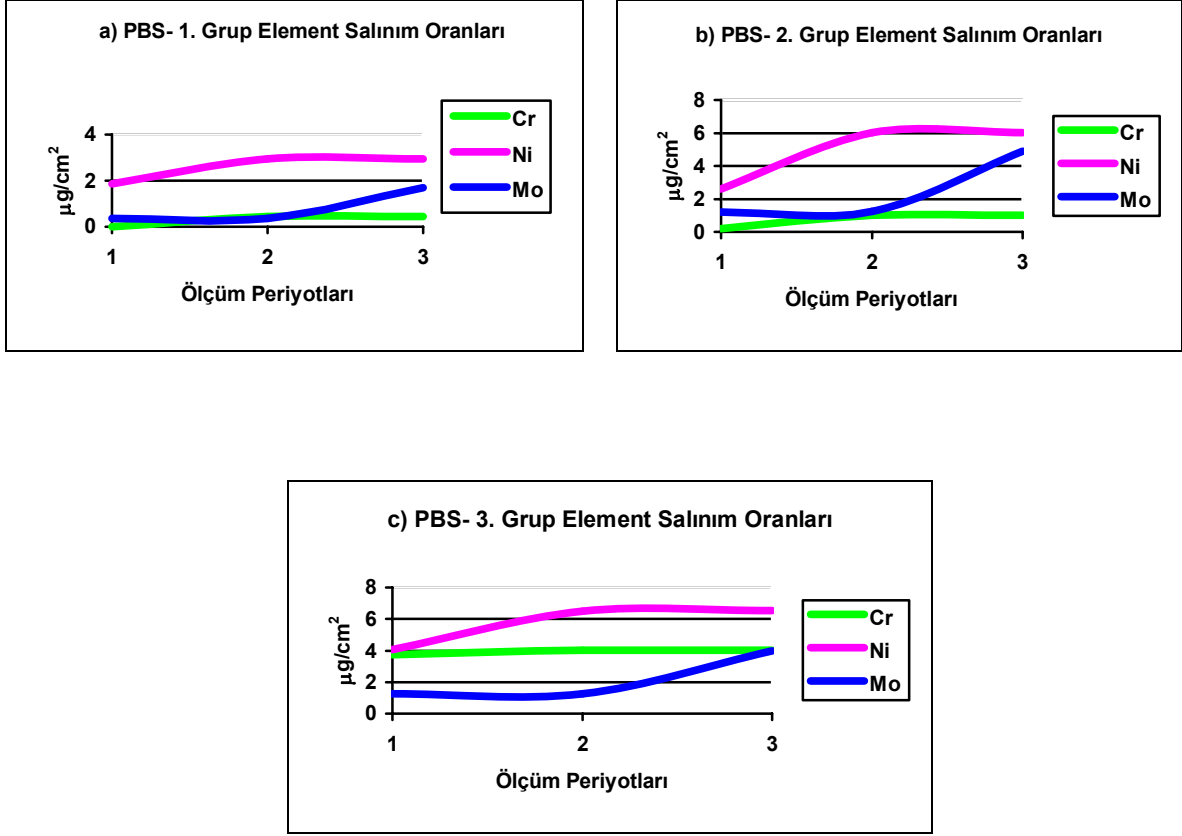 a) PBS- 1. Grup Element Salınım Oranları
µg/cm²
4
2
0
1
2
3
Ölçüm Periyotları
Cr
Ni
Mo
b) PBS- 2. Grup Element Salınım Oranları
µg/cm²
8
6
4
2
0
1
2
3
Ölçüm Periyotları
Cr
Ni
Mo
c) PBS- 3. Grup Element Salınım Oranları
µg/cm²
8
6
4
2
0
1
2
3
Ölçüm Periyotları
Cr
Ni
Mo